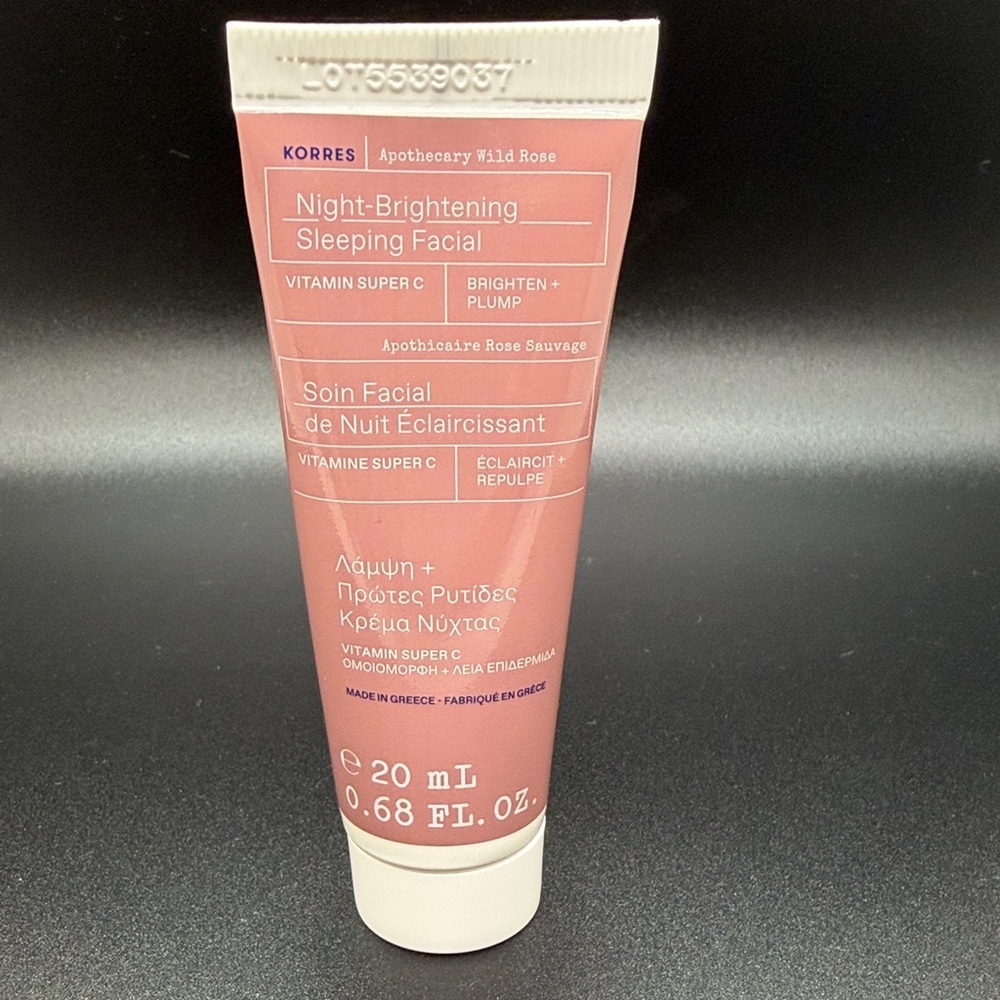 LOT5539037
KORRES Apothecary Wild Rose
Night-Brightening
Sleeping Facial
VITAMIN SUPER C
BRIGHTEN +
PLUMP
Apothicaire Rose Sauvage
Soin Facial
de Nuit Éclaircissant
VITAMINE SUPER C
ÉCLAIRCIT +
REPULPE
Λάμψη +
Πρώτες Ρυτίδες
Κρέμα Νύχτας
VITAMIN SUPER C
ΟΜΟΙΟΜΟΡΦΗ + ΛΕΙΑ ΕΠΙΔΕΡΜΙΔΑ
MADE IN GREECE - FABRIQUÉ EN GRÈCE
℮ 20 mL
0.68 FL. OZ.